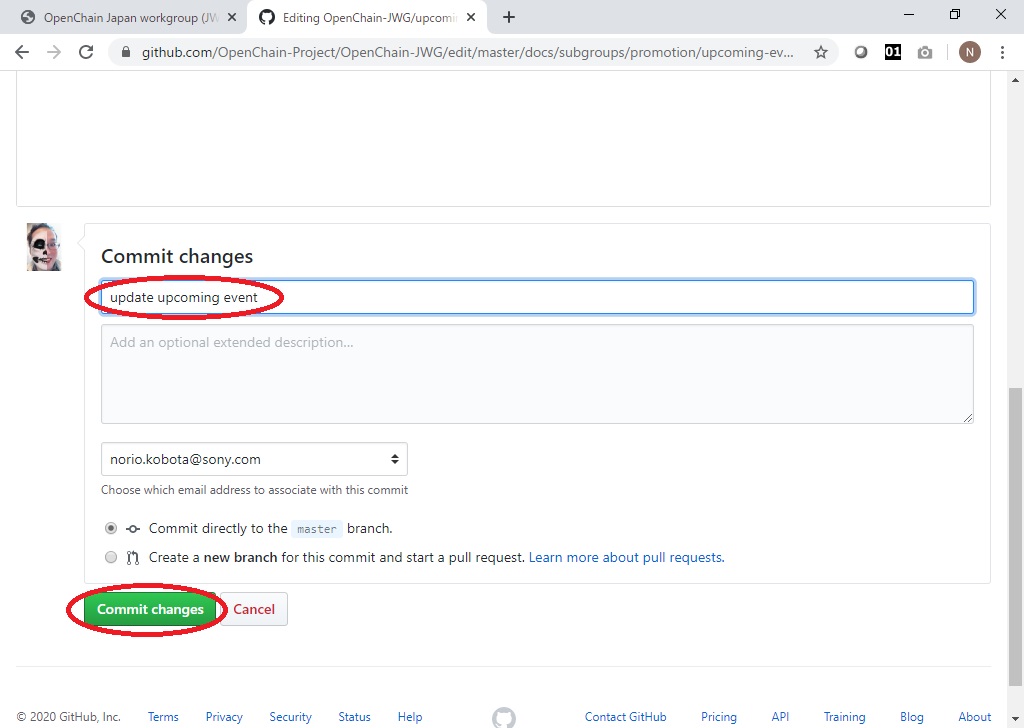 OpenChain Japan workgroup (JW
Editing OpenChain-JWG/upcomin
github.com/OpenChain-Project/OpenChain-JWG/edit/master/docs/subgroups/promotion/upcoming-ev...
01
N
Commit changes
update upcoming event
Add an optional extended description...
norio.kobota@sony.com
Choose which email address to associate with this commit
Commit directly to the master branch.
Create a new branch for this commit and start a pull request. Learn more about pull requests.
Commit changes Cancel
© 2020 GitHub, Inc. Terms Privacy Security Status Help Contact GitHub Pricing API Training Blog About